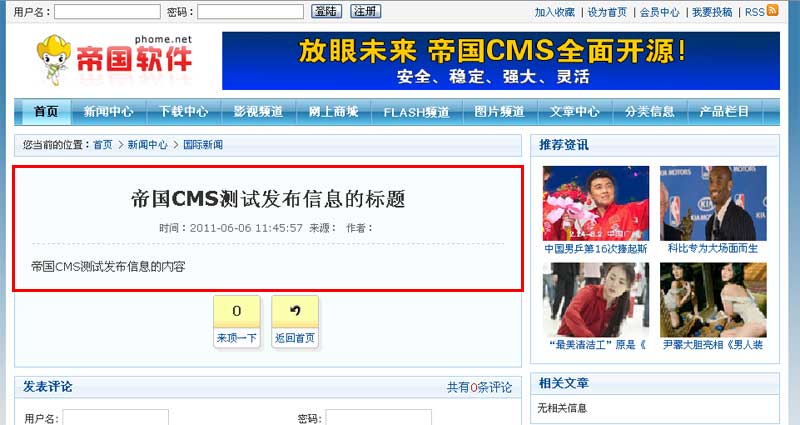 用户名： 密码： 登陆 注册 加入收藏 | 设为首页 | 会员中心 | 我要投稿 | RSS
phome.net
帝国软件
放眼未来 帝国CMS全面开源!
安全、稳定、强大、灵活
首页 新闻中心 下载中心 影视频道 网上商城 FLASH频道 图片频道 文章中心 分类信息 产品栏目
您当前的位置：首页 > 新闻中心 > 国际新闻
帝国CMS测试发布信息的标题
时间：2011-06-06 11:45:57 来源： 作者：
帝国CMS测试发布信息的内容
0
来顶一下 返回首页
发表评论 共有0条评论
用户名： 密码：
推荐资讯
KIA MOTORS
中国男乒第16次捧起斯 科比专为大场面而生
“最美清洁工”原是《 尹馨大胆亮相《男人装
相关文章
无相关信息